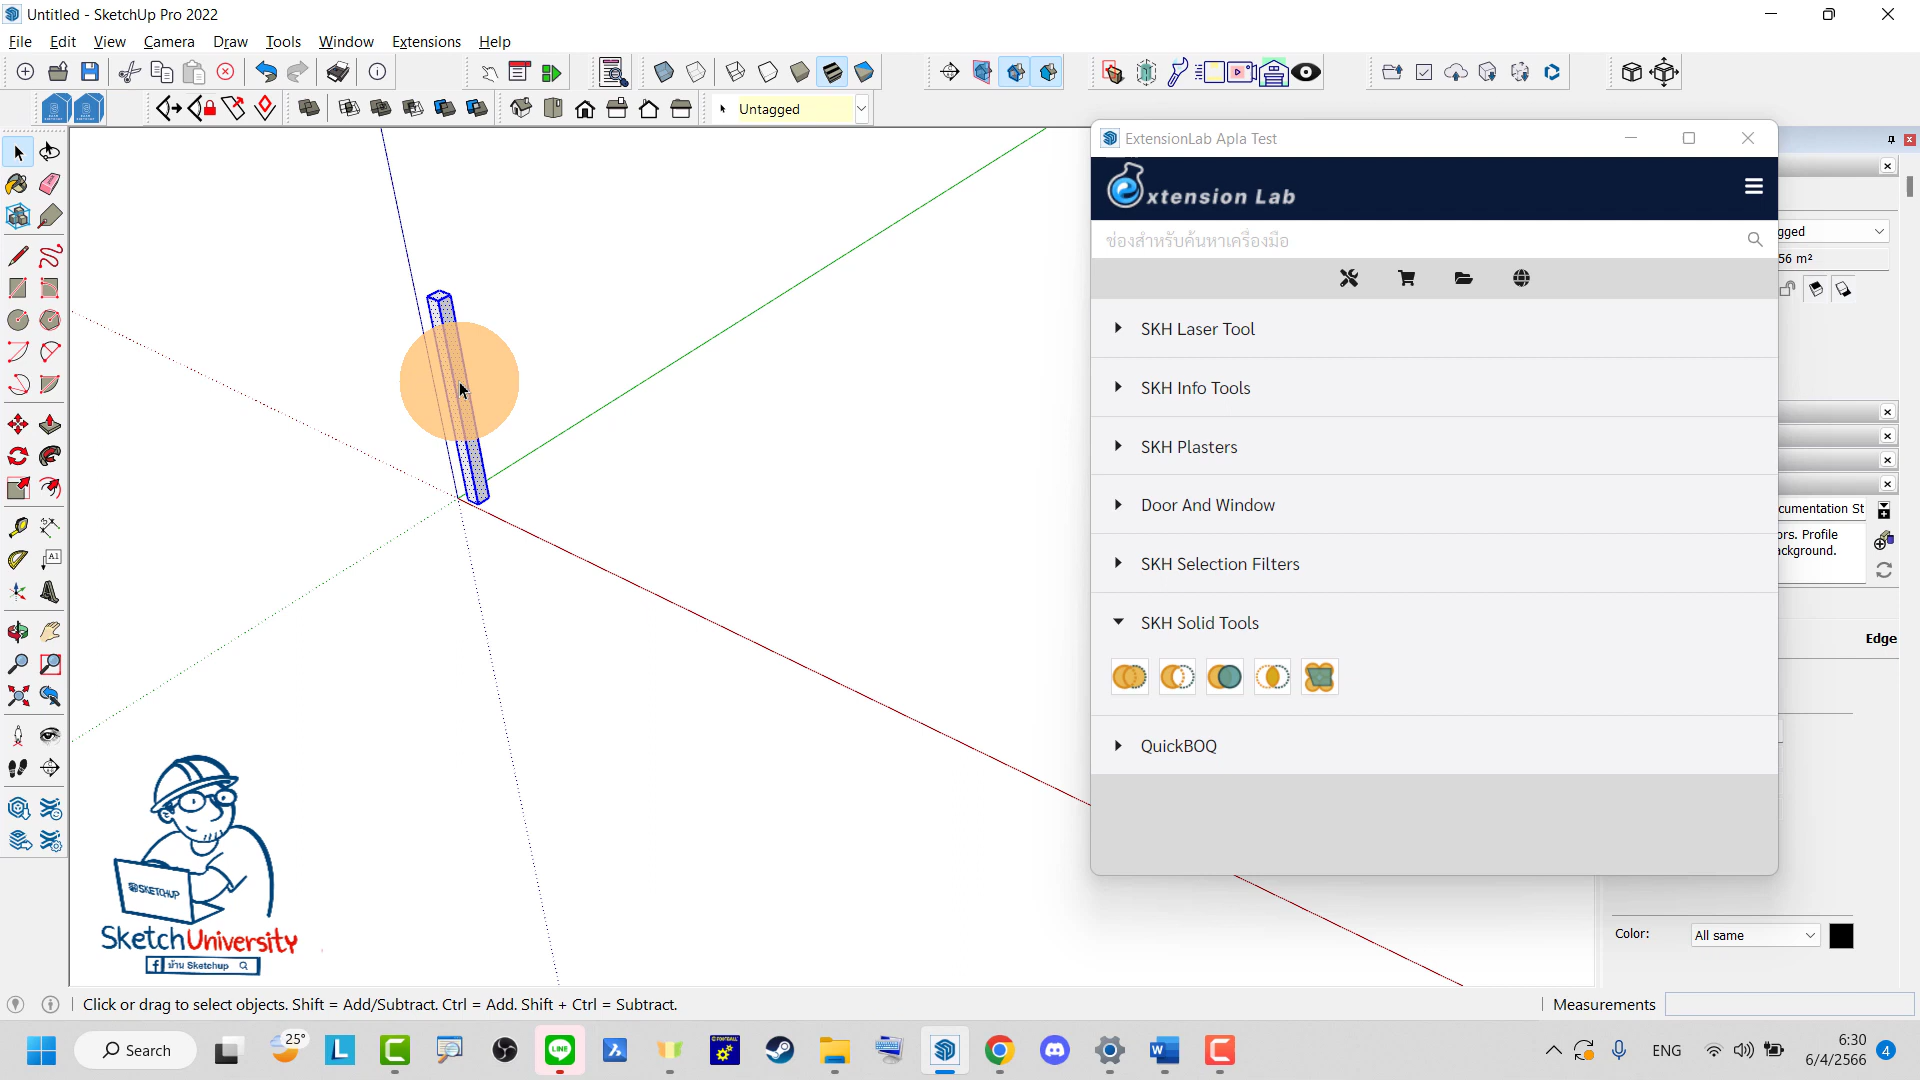 Untitled - SketchUp Pro 2022
File Edit View Camera Draw Tools Window Extensions Help
Untagged
ExtensionLab Apla Test
extension Lab
ช่องสำหรับค้นหาเครื่องมือ
gged
56 m²
SKH Laser Tool
SKH Info Tools
SKH Plasters
Door And Window
cumentation St
ors. Profile
ackground.
SKH Selection Filters
SKH Solid Tools
Edge
QuickBOQ
A1
SKETCHUP
SketchUniversity
f บ้าน Sketchup
Color: All same
Click or drag to select objects. Shift = Add/Subtract. Ctrl = Add. Shift + Ctrl = Subtract.
Measurements
Search
25°
ENG
6:30
6/4/2566
4